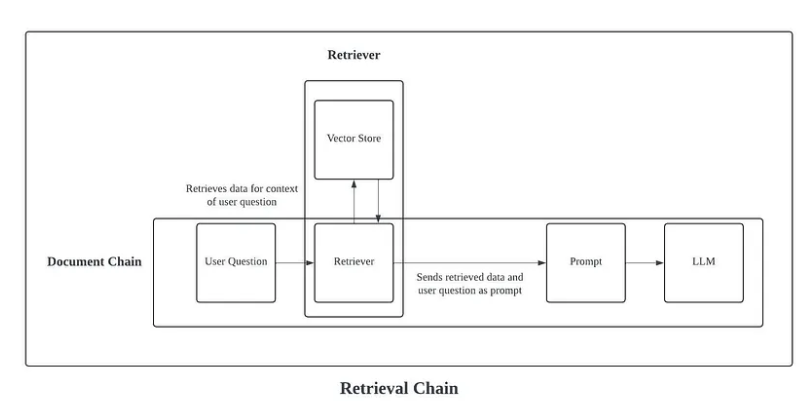 Retriever
Vector Store
Retrieves data for context
of user question
Document Chain
User Question
Retriever
Sends retrieved data and
user question as prompt
Prompt
LLM
Retrieval Chain